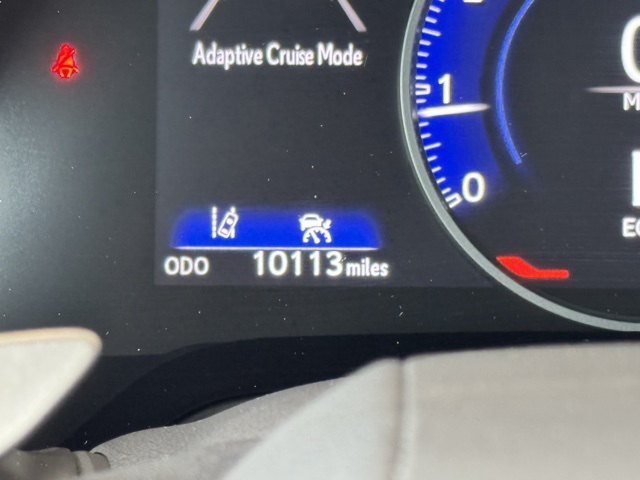 Adaptive Cruise Mode
1
0
ODO 10113 miles